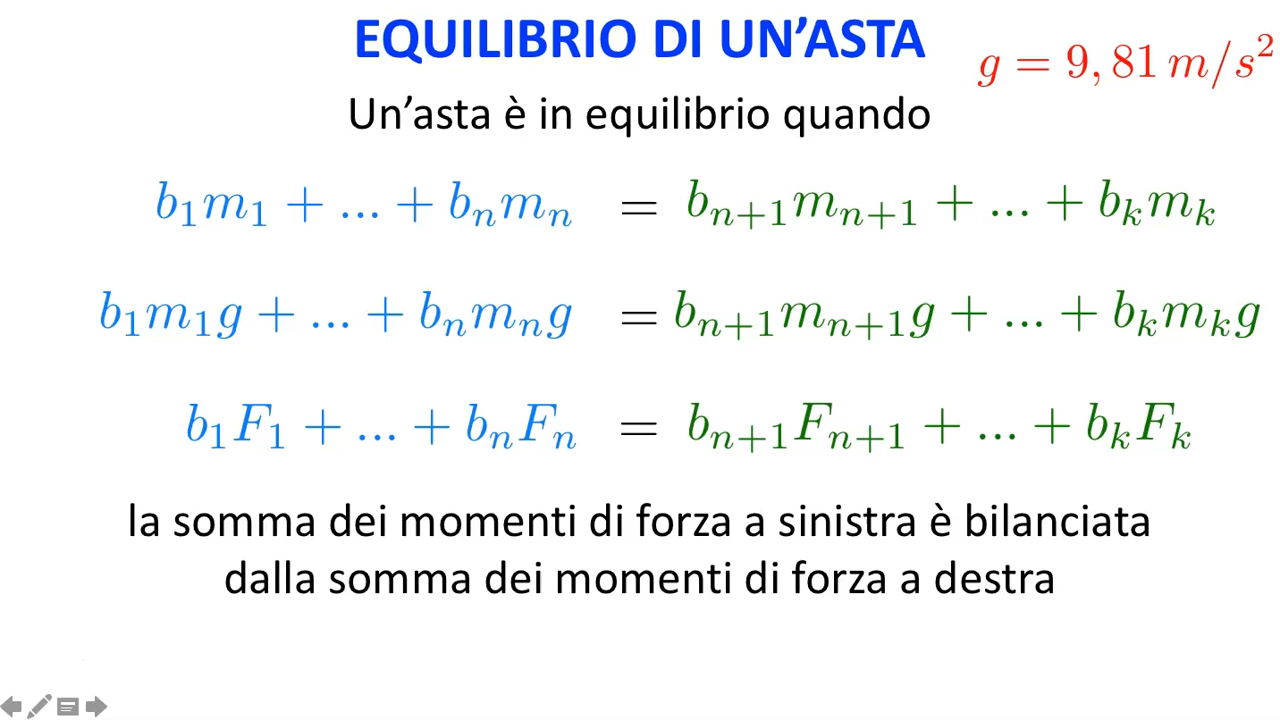 EQUILIBRIO DI UN’ASTA
g = 9, 81 m/s²
Un’asta è in equilibrio quando
b₁m₁ + ... + bₙmₙ = bₙ₊₁mₙ₊₁ + ... + bₖmₖ
b₁m₁g + ... + bₙmₙg = bₙ₊₁mₙ₊₁g + ... + bₖmₖg
b₁F₁ + ... + bₙFₙ = bₙ₊₁Fₙ₊₁ + ... + bₖFₖ
la somma dei momenti di forza a sinistra è bilanciata
dalla somma dei momenti di forza a destra